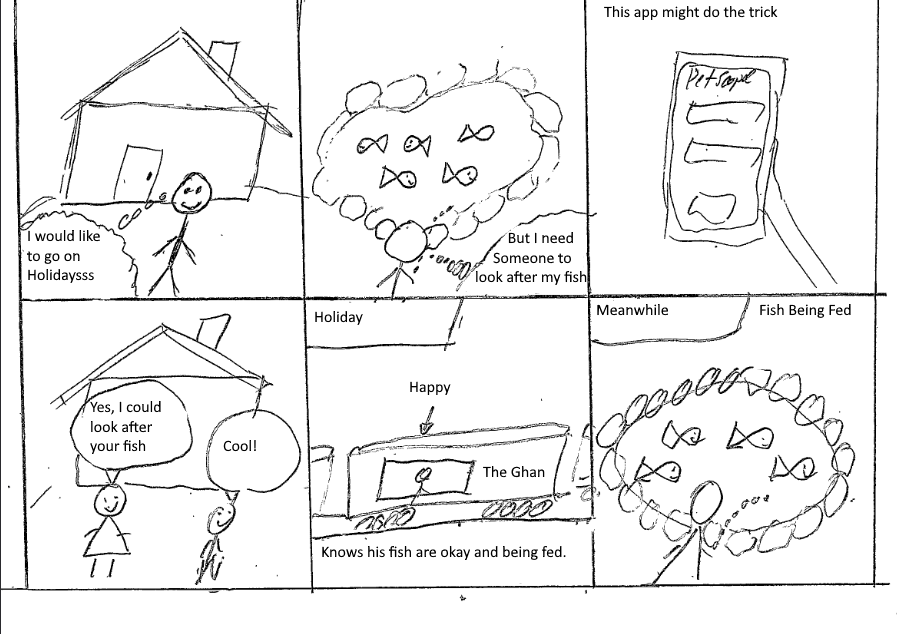 I would like
to go on
Holidaysss
But I need
Someone to
look after my fish
This app might do the trick
Yes, I could
look after
your fish
Cool!
Holiday
Happy
The Ghan
Knows his fish are okay and being fed.
Meanwhile
Fish Being Fed